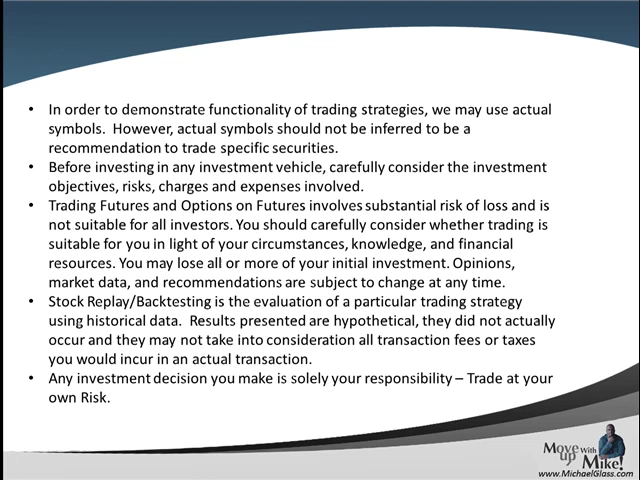 • In order to demonstrate functionality of trading strategies, we may use actual
symbols.  However, actual symbols should not be inferred to be a
recommendation to trade specific securities.
• Before investing in any investment vehicle, carefully consider the investment
objectives, risks, charges and expenses involved.
• Trading Futures and Options on Futures involves substantial risk of loss and is
not suitable for all investors. You should carefully consider whether trading is
suitable for you in light of your circumstances, knowledge, and financial
resources. You may lose all or more of your initial investment. Opinions,
market data, and recommendations are subject to change at any time.
• Stock Replay/Backtesting is the evaluation of a particular trading strategy
using historical data.  Results presented are hypothetical, they did not actually
occur and they may not take into consideration all transaction fees or taxes
you would incur in an actual transaction.
• Any investment decision you make is solely your responsibility – Trade at your
own Risk.
Move up With Mike!
www.MichaelGlass.com